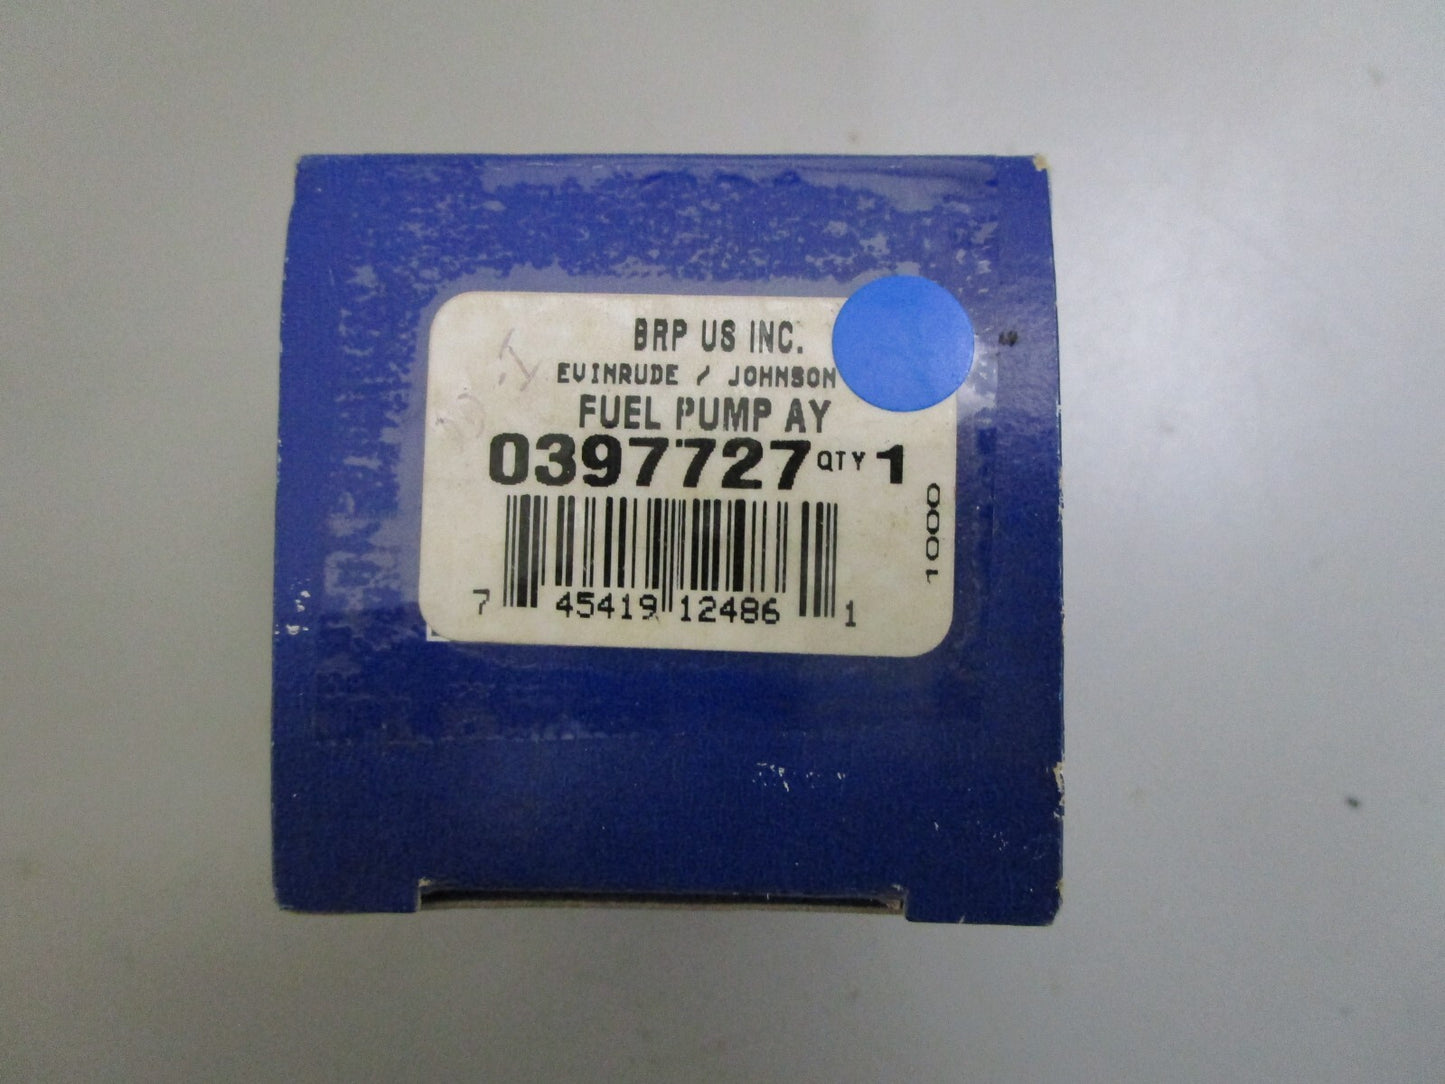 BRP US INC.
EVINRUDE / JOHNSON
FUEL PUMP AY
0397727 QTY 1
1000
7 45419 12486 1